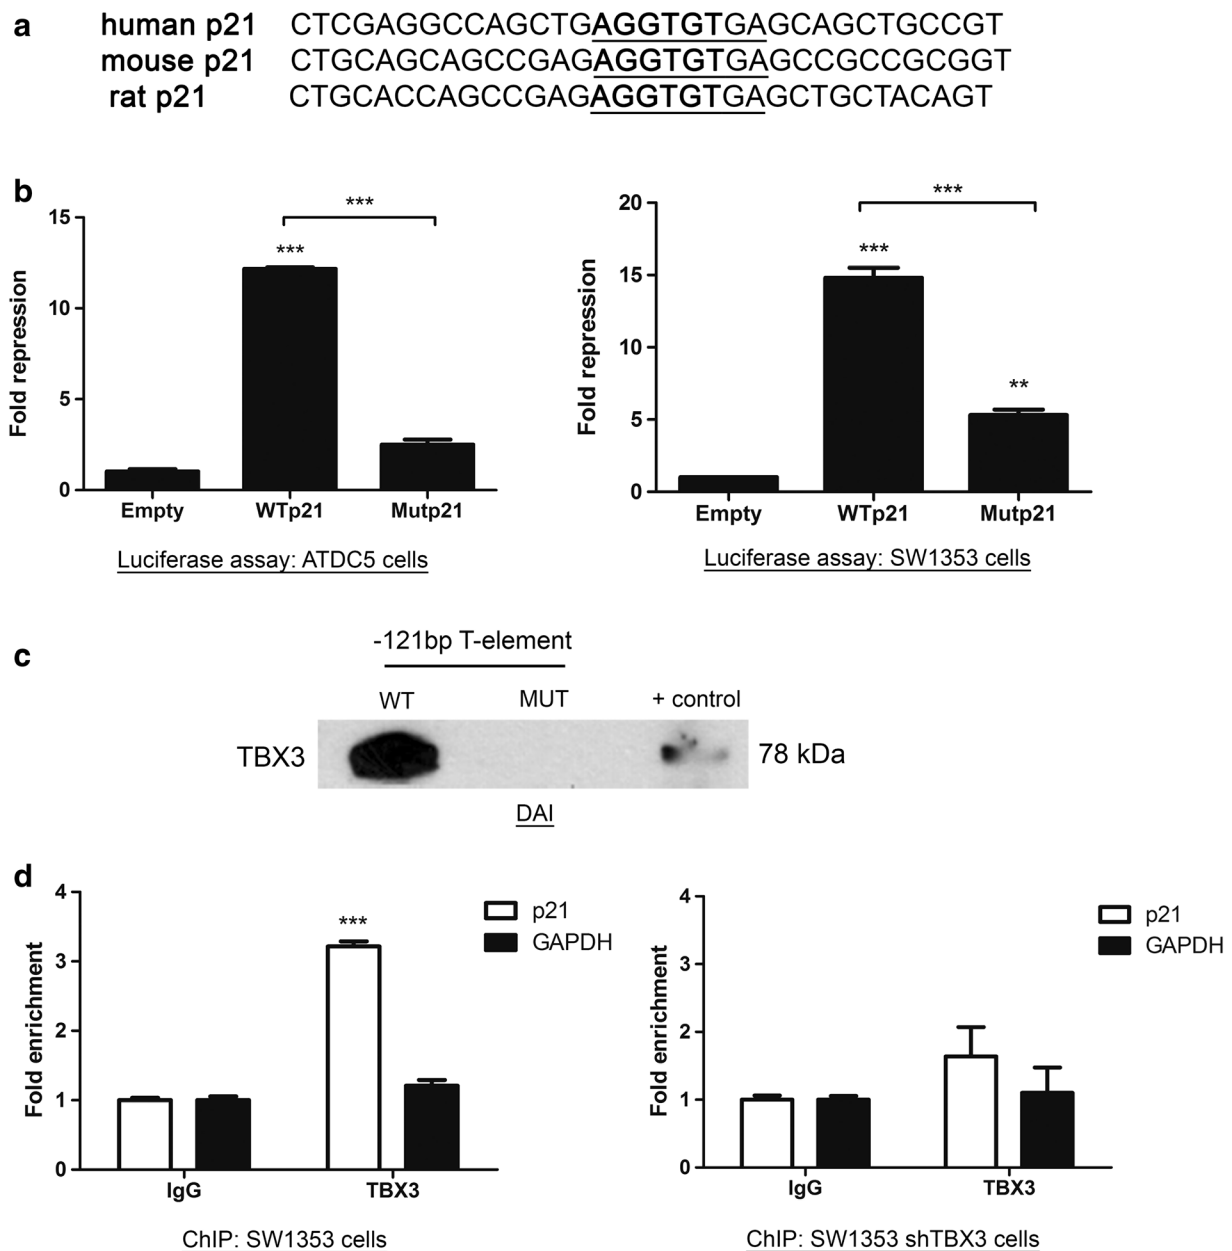 a
human p21 CTCGAGGCCAGCTGAGGTGTGAGCAGCTGCCGT
mouse p21 CTGCAGCAGCCGAGAGGTGTGAGCCGCCGCGGT
rat p21 CTGCACCAGCCGAGAGGTGTGAGCTGCTACAGT
b
15
10
5
0
Fold repression
***
***
Empty WTp21 Mutp21
Luciferase assay: ATDC5 cells
20
15
10
5
0
Fold repression
***
***
**
Empty WTp21 Mutp21
Luciferase assay: SW1353 cells
c
-121bp T-element
WT MUT + control
TBX3 78 kDa
DAI
d
4
3
2
1
0
Fold enrichment
***
p21
GAPDH
IgG TBX3
ChIP: SW1353 cells
4
3
2
1
0
Fold enrichment
p21
GAPDH
IgG TBX3
ChIP: SW1353 shTBX3 cells